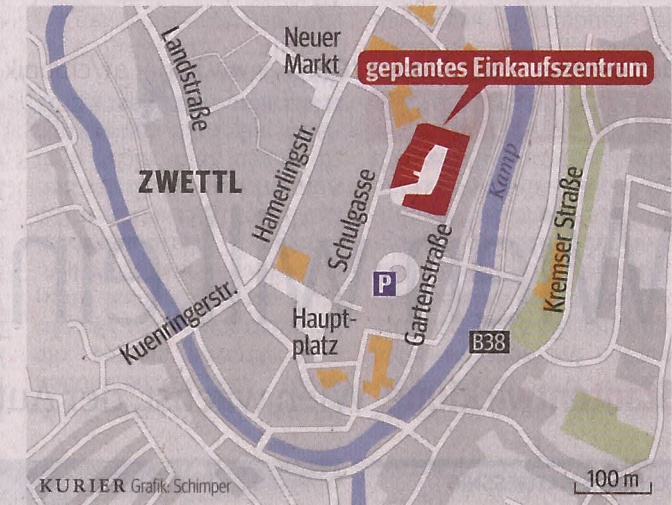 Neuer
Markt
geplantes Einkaufszentrum
Landstraße
ZWETTL
Hamerlingstr.
Schulgasse
Kamp
Kremser Straße
P
Gartenstraße
Kuenringerstr.
Haupt-
platz
B38
KURIER Grafik: Schimper
100 m